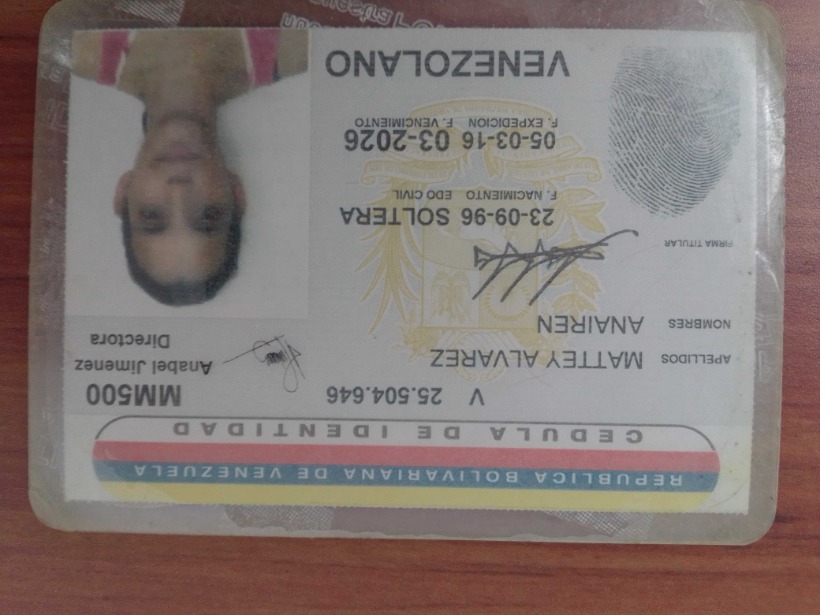 REPUBLICA BOLIVARIANA DE VENEZUELA
CEDULA DE IDENTIDAD
V 25.504.646
MM500
APELLIDOS MATTEY ALVAREZ
Anabel Jimenez
Directora
NOMBRES ANAIREN
FIRMA TITULAR
23-09-96 SOLTERA
F. NACIMIENTO EDO CIVIL
05-03-16 03-2026
F. EXPEDICION F. VENCIMIENTO
VENEZOLANO